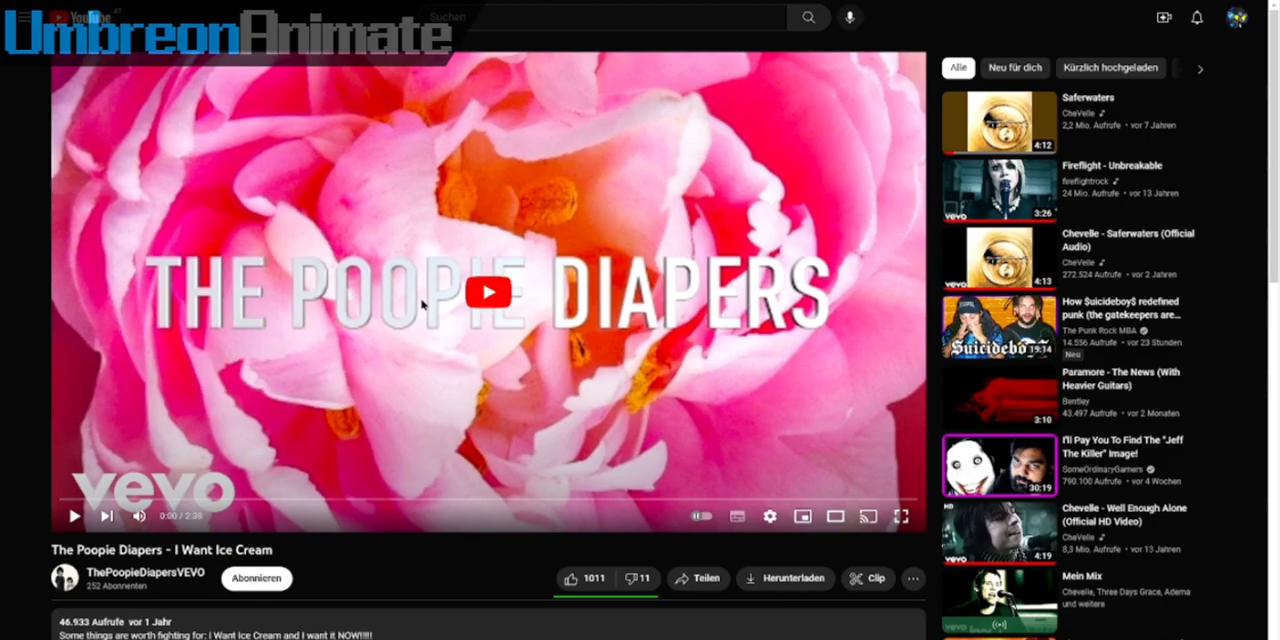 YouTube
Suchen
UmbreonAnimate
THE POOPIE DIAPERS
vevo
0:00 / 2:38
The Poopie Diapers - I Want Ice Cream
ThePoopieDiapersVEVO
252 Abonnenten
Abonnieren
1011
11
Teilen
Herunterladen
Clip
46.933 Aufrufe vor 1 Jahr
Some things are worth fighting for: I Want Ice Cream and I want it NOW!!!!!
Alle
Neu für dich
Kürzlich hochgeladen
4:12
Saferwaters
CheVelle
2,2 Mio. Aufrufe • vor 7 Jahren
vevo
3:26
Fireflight - Unbreakable
fireflightrock
24 Mio. Aufrufe • vor 13 Jahren
4:13
Chevelle - Saferwaters (Official
Audio)
CheVelle
272.524 Aufrufe • vor 2 Jahren
Suicidebo
19:14
How $uicideboy$ redefined
punk (the gatekeepers are...
The Punk Rock MBA
14.556 Aufrufe • vor 23 Stunden
Neu
3:10
Paramore - The News (With
Heavier Guitars)
Bentley
43.497 Aufrufe • vor 2 Monaten
30:19
I'll Pay You To Find The "Jeff
The Killer" Image!
SomeOrdinaryGamers
790.100 Aufrufe • vor 4 Wochen
HD
vevo
4:19
Chevelle - Well Enough Alone
(Official HD Video)
CheVelle
8,3 Mio. Aufrufe • vor 13 Jahren
Mein Mix
Chevelle, Three Days Grace, Adema
und weitere